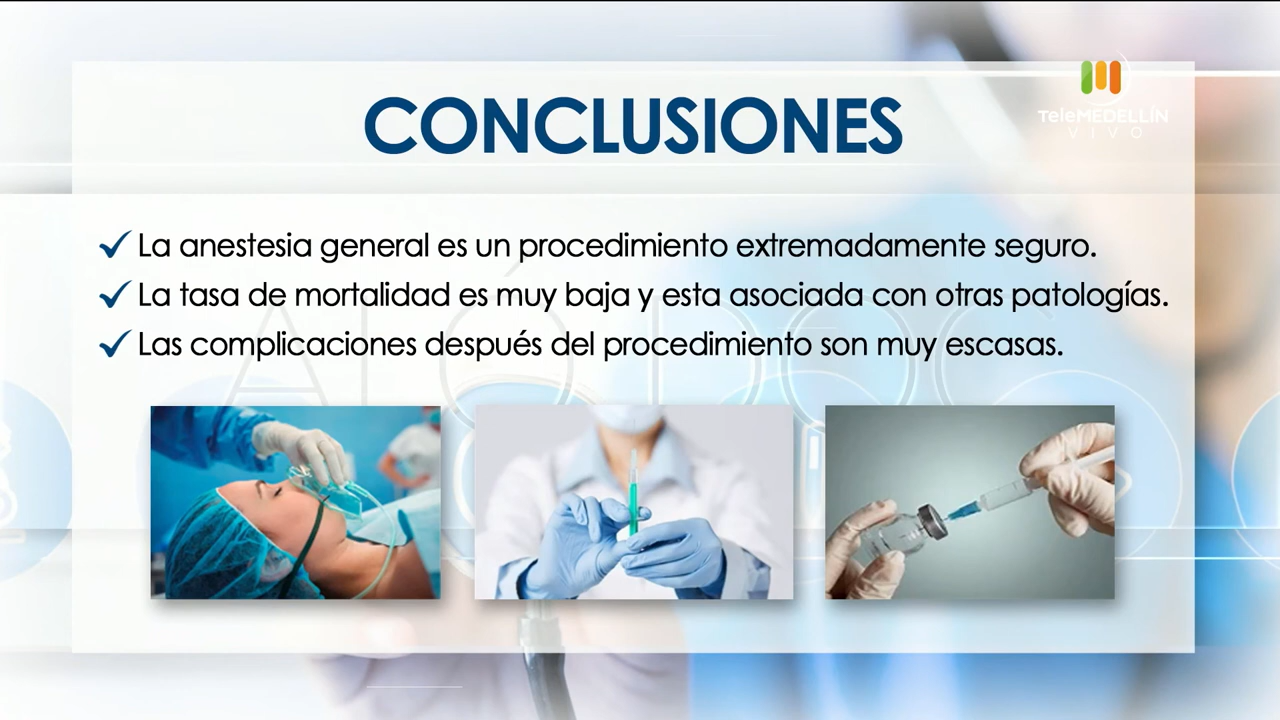 CONCLUSIONES
TeleMEDELLÍN
VIVO
La anestesia general es un procedimiento extremadamente seguro.
La tasa de mortalidad es muy baja y esta asociada con otras patologías.
Las complicaciones después del procedimiento son muy escasas.